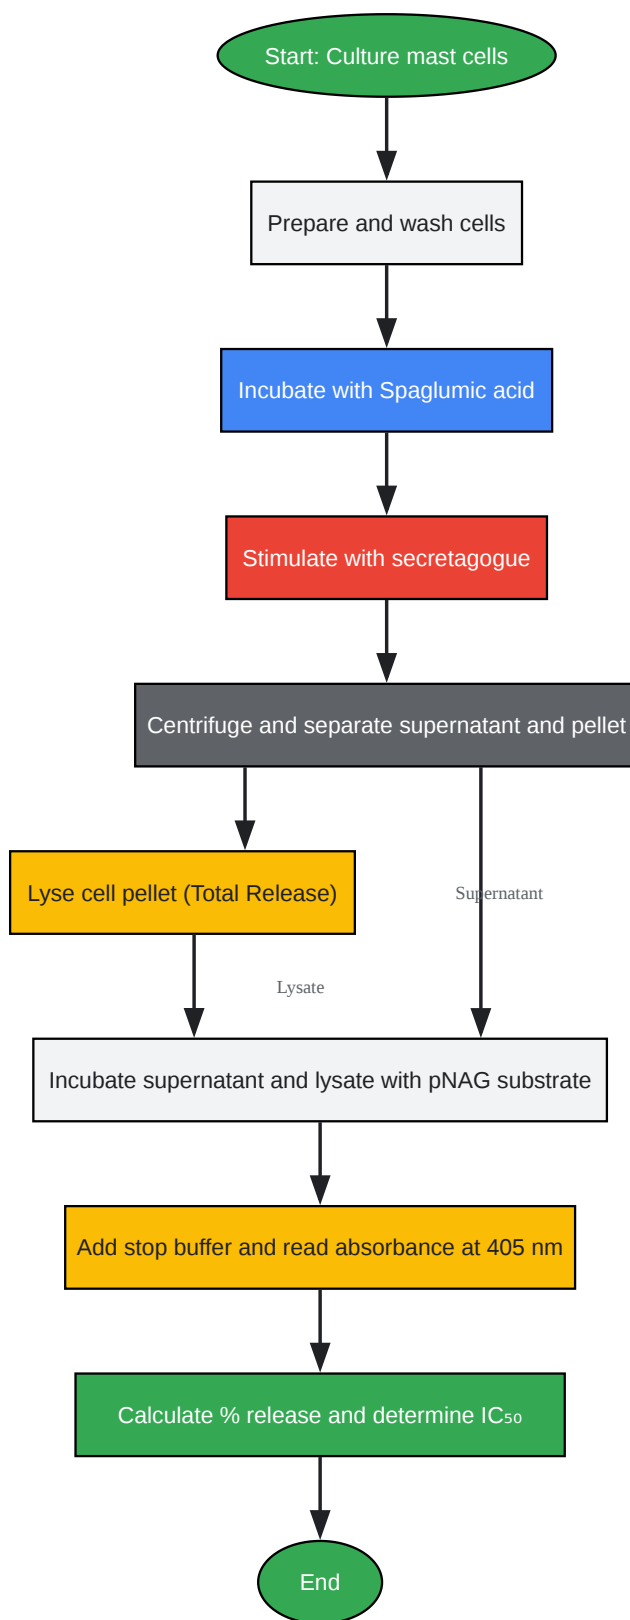 Start: Culture mast cells
Prepare and wash cells
Incubate with Spaglumic acid
Stimulate with secretagogue
Centrifuge and separate supernatant and pellet
Lyse cell pellet (Total Release)
Supernatant
Lysate
Incubate supernatant and lysate with pNAG substrate
Add stop buffer and read absorbance at 405 nm
Calculate % release and determine IC₅₀
End